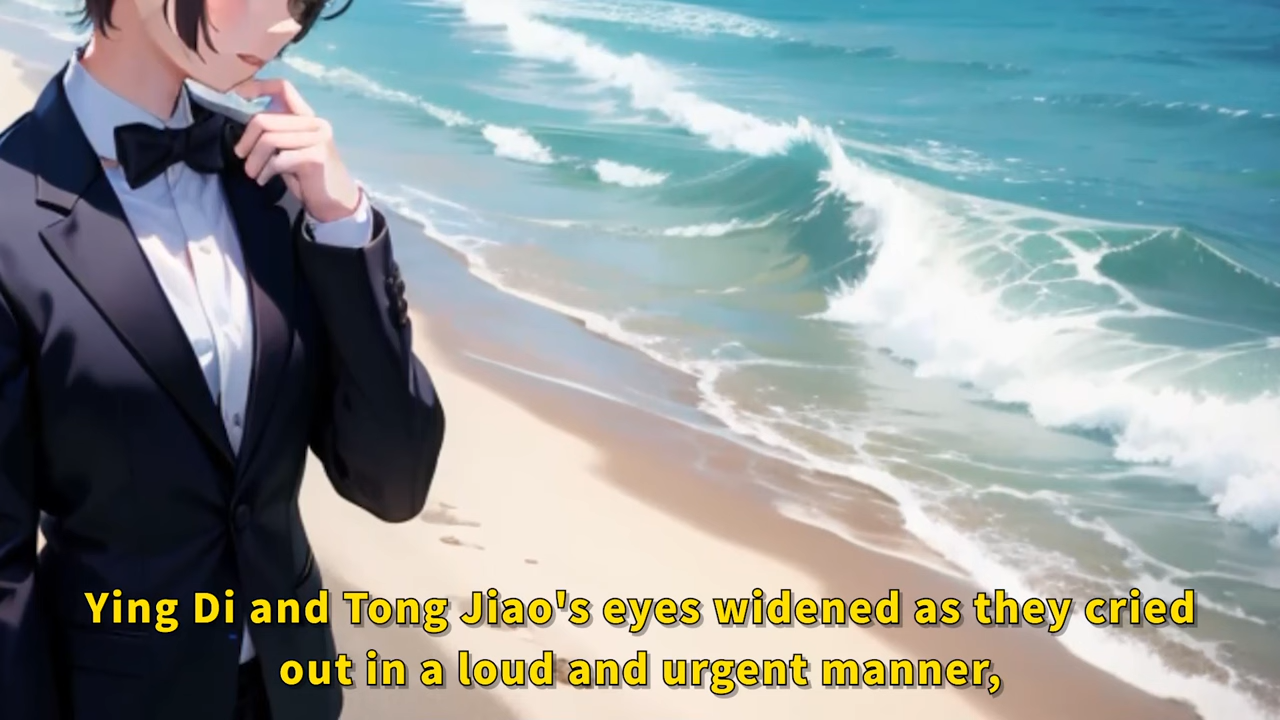 Ying Di and Tong Jiao's eyes widened as they cried
out in a loud and urgent manner,